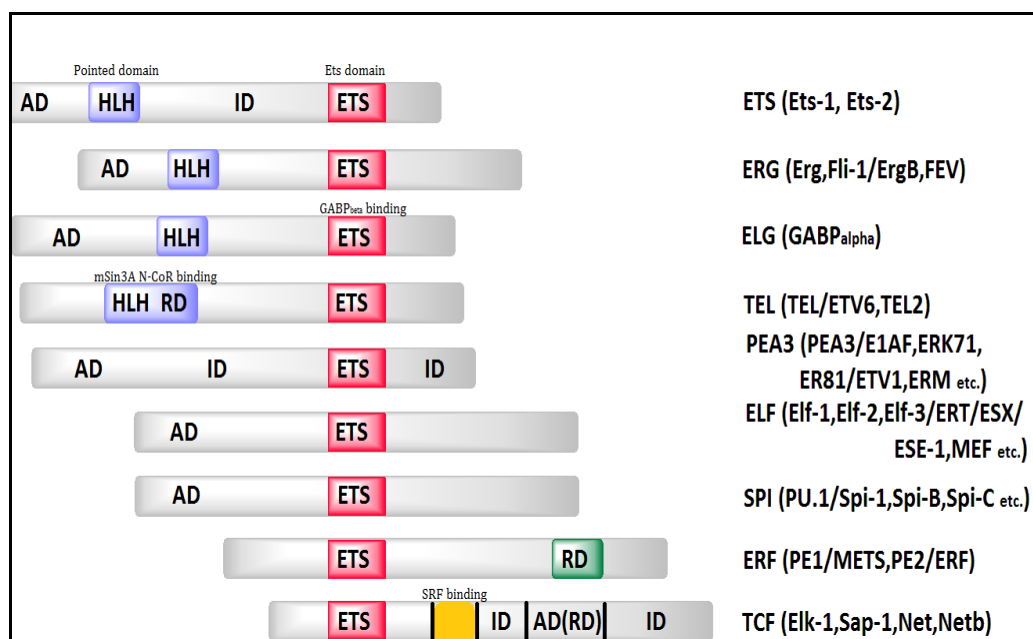 Pointed domain Ets domain
AD HLH ID ETS ETS (Ets-1, Ets-2)
AD HLH ETS ERG (Erg,Fli-1/ErgB,FEV)
GABPbeta binding
AD HLH ETS ELG (GABPalpha)
mSin3A N-CoR binding
HLH RD ETS TEL (TEL/ETV6,TEL2)
PEA3 (PEA3/E1AF,ERK71,
AD ID ETS ID
ER81/ETV1,ERM etc.)
ELF (Elf-1,Elf-2,Elf-3/ERT/ESX/
AD ETS
ESE-1,MEF etc.)
AD ETS SPI (PU.1/Spi-1,Spi-B,Spi-C etc.)
ETS RD ERF (PE1/METS,PE2/ERF)
SRF binding
ETS ID AD(RD) ID TCF (Elk-1,Sap-1,Net,Netb)